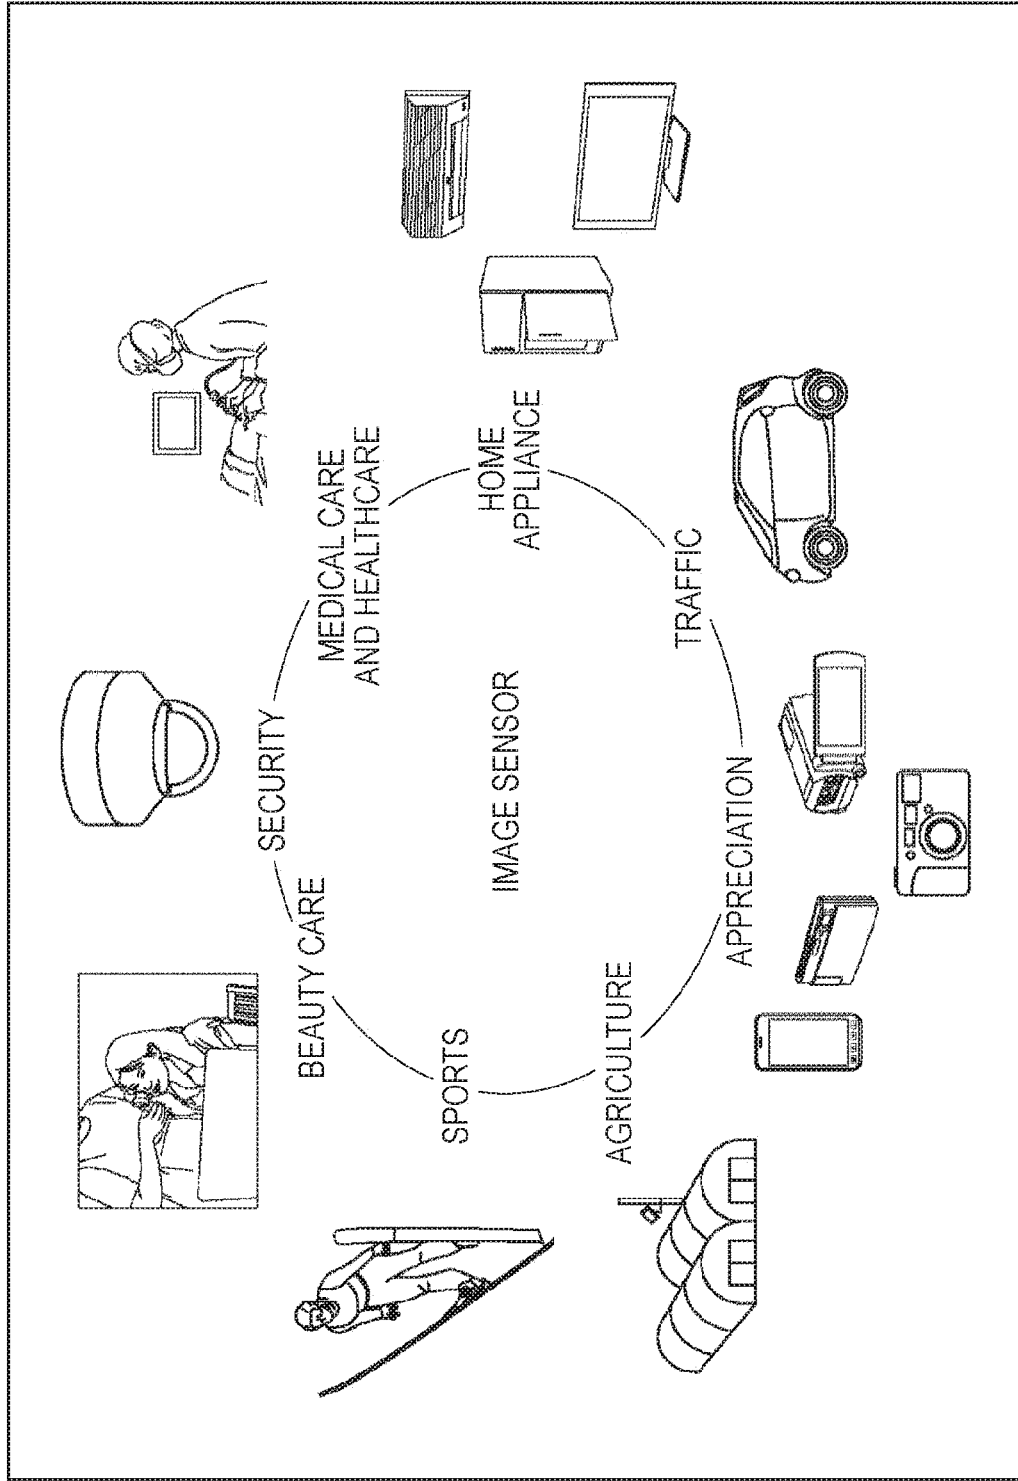 SECURITY
BEAUTY CARE
MEDICAL CARE
AND HEALTHCARE
SPORTS
IMAGE SENSOR
HOME
APPLIANCE
AGRICULTURE
TRAFFIC
APPRECIATION